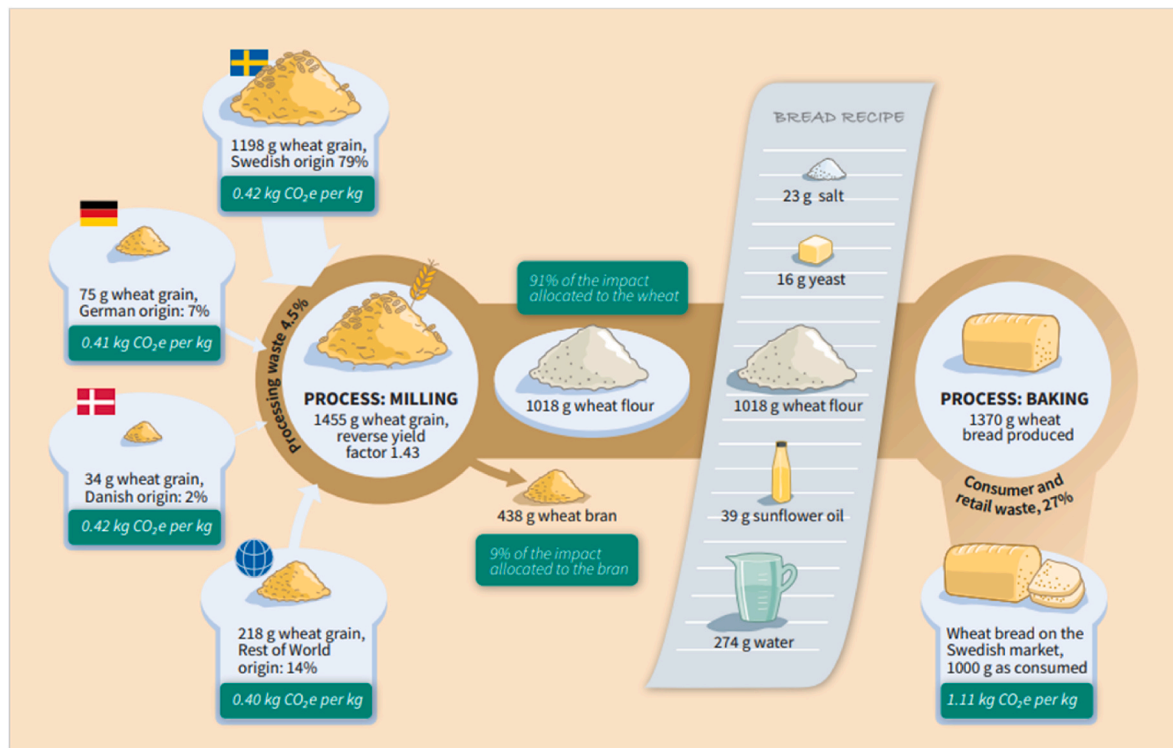 1198 g wheat grain,
Swedish origin 79%
0.42 kg CO₂e per kg
75 g wheat grain,
German origin: 7%
0.41 kg CO₂e per kg
34 g wheat grain,
Danish origin: 2%
0.42 kg CO₂e per kg
218 g wheat grain,
Rest of World
origin: 14%
0.40 kg CO₂e per kg
Processing waste 4.5%
PROCESS: MILLING
1455 g wheat grain,
reverse yield
factor 1.43
91% of the impact
allocated to the wheat
1018 g wheat flour
438 g wheat bran
9% of the impact
allocated to the bran
BREAD RECIPE
23 g salt
16 g yeast
1018 g wheat flour
39 g sunflower oil
274 g water
PROCESS: BAKING
1370 g wheat
bread produced
Consumer and
retail waste, 27%
Wheat bread on the
Swedish market,
1000 g as consumed
1.11 kg CO₂e per kg